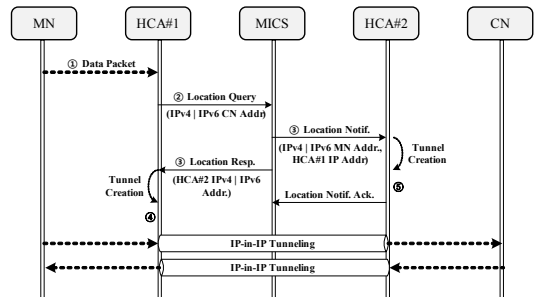 MN HCA#1 MICS HCA#2 CN
① Data Packet
② Location Query
(IPv4 | IPv6 CN Addr)
③ Location Notif.
(IPv4 | IPv6 MN Addr.,
HCA#1 IP Addr)
Tunnel
Creation
③ Location Resp.
(HCA#2 IPv4 | IPv6
Addr.)
Tunnel
Creation
⑤
Location Notif. Ack.
④
IP-in-IP Tunneling
IP-in-IP Tunneling